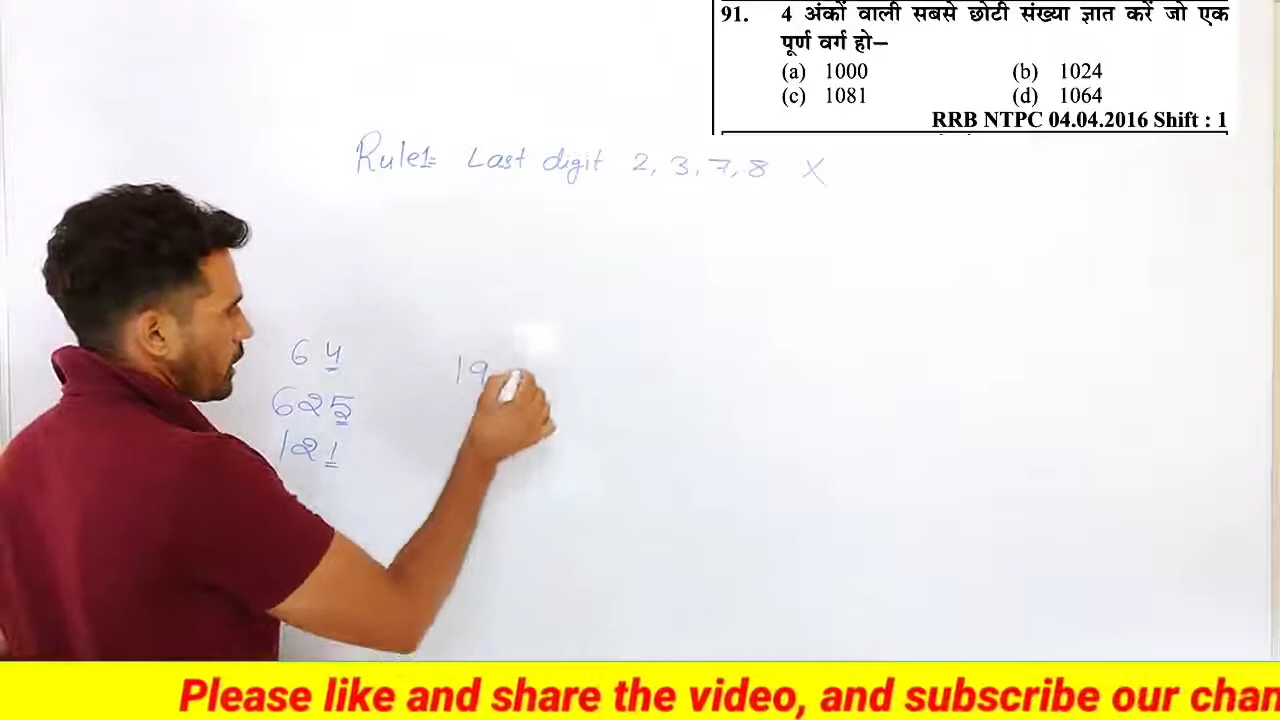 91. 4 अंकों वाली सबसे छोटी संख्या ज्ञात करें जो एक
पूर्ण वर्ग हो–
(a) 1000 (b) 1024
(c) 1081 (d) 1064
RRB NTPC 04.04.2016 Shift : 1
Rule1= Last digit 2, 3, 7, 8 X
64
625
121
19
Please like and share the video, and subscribe our chan